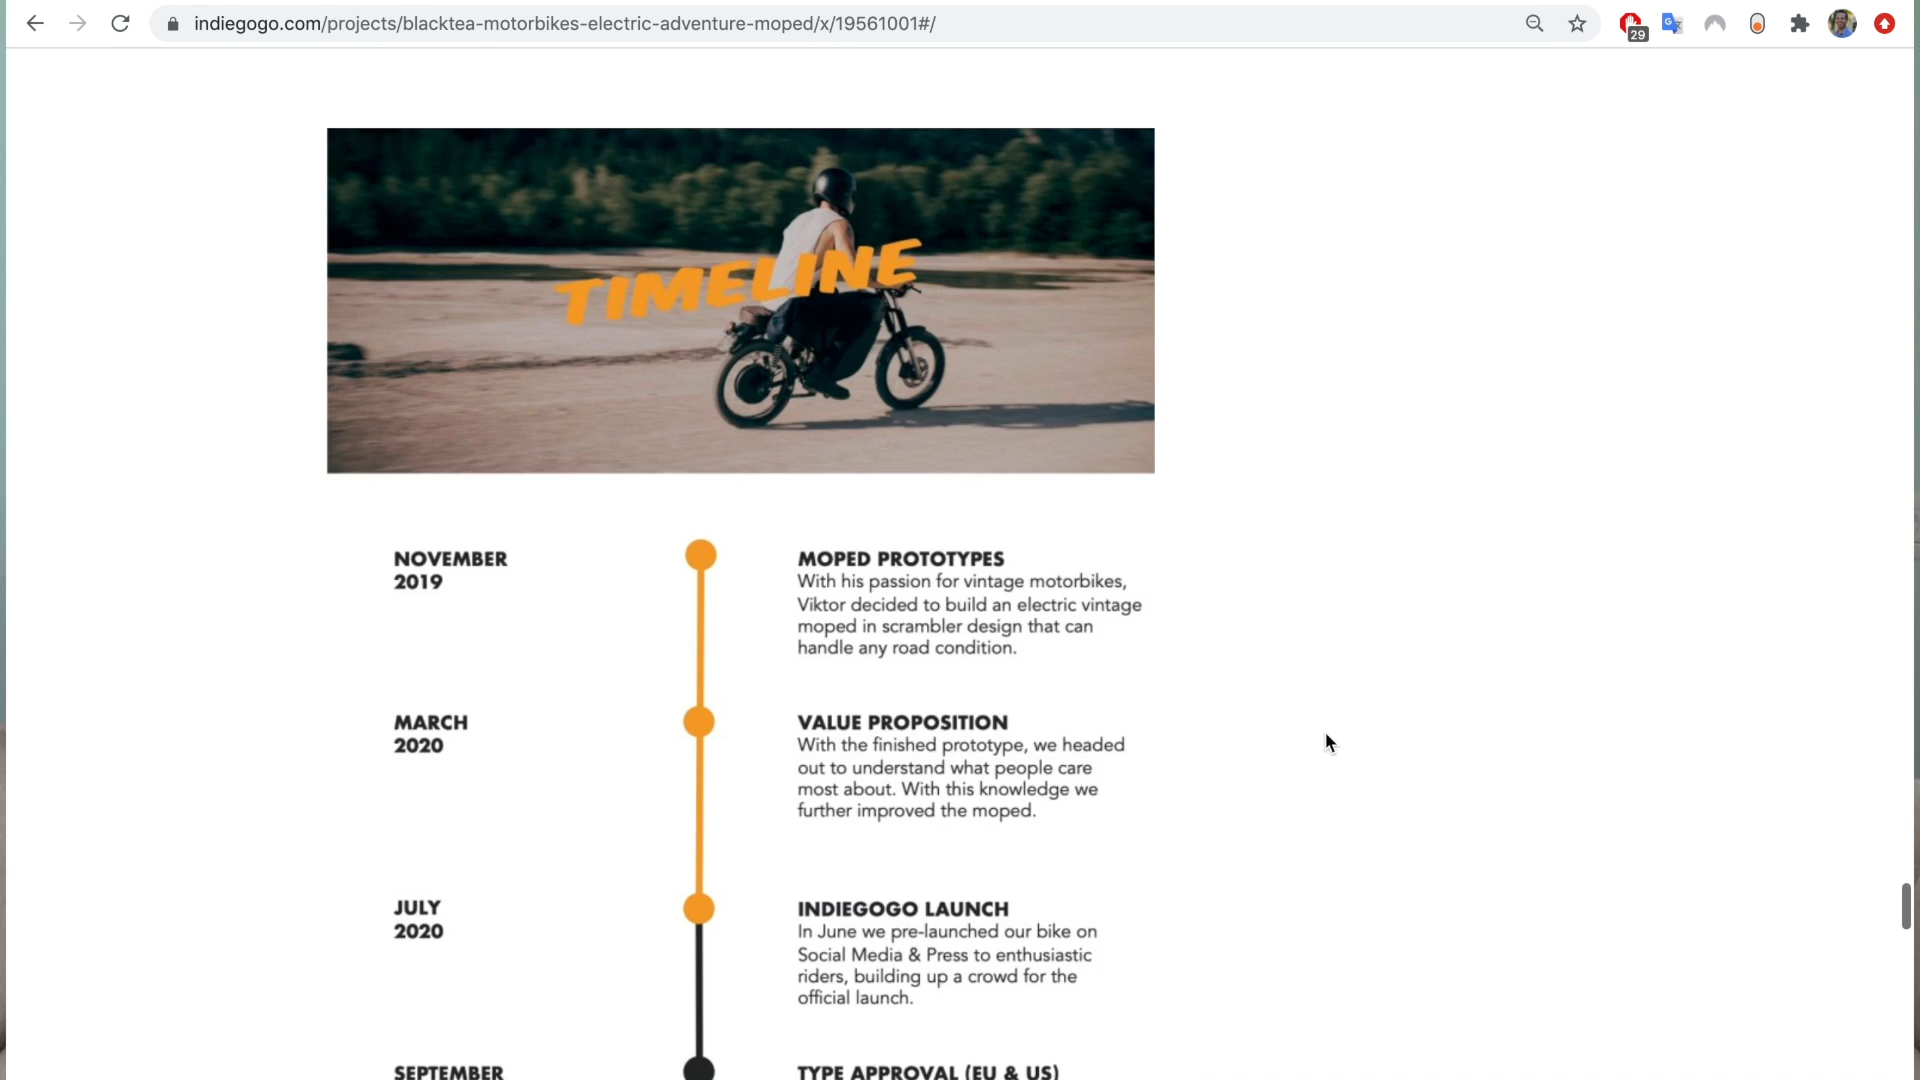 indiegogo.com/projects/blacktea-motorbikes-electric-adventure-moped/x/19561001#/
29
TIMELINE
NOVEMBER
2019
MOPED PROTOTYPES
With his passion for vintage motorbikes,
Viktor decided to build an electric vintage
moped in scrambler design that can
handle any road condition.
MARCH
2020
VALUE PROPOSITION
With the finished prototype, we headed
out to understand what people care
most about. With this knowledge we
further improved the moped.
JULY
2020
INDIEGOGO LAUNCH
In June we pre-launched our bike on
Social Media & Press to enthusiastic
riders, building up a crowd for the
official launch.
SEPTEMBER
TYPE APPROVAL (EU & US)